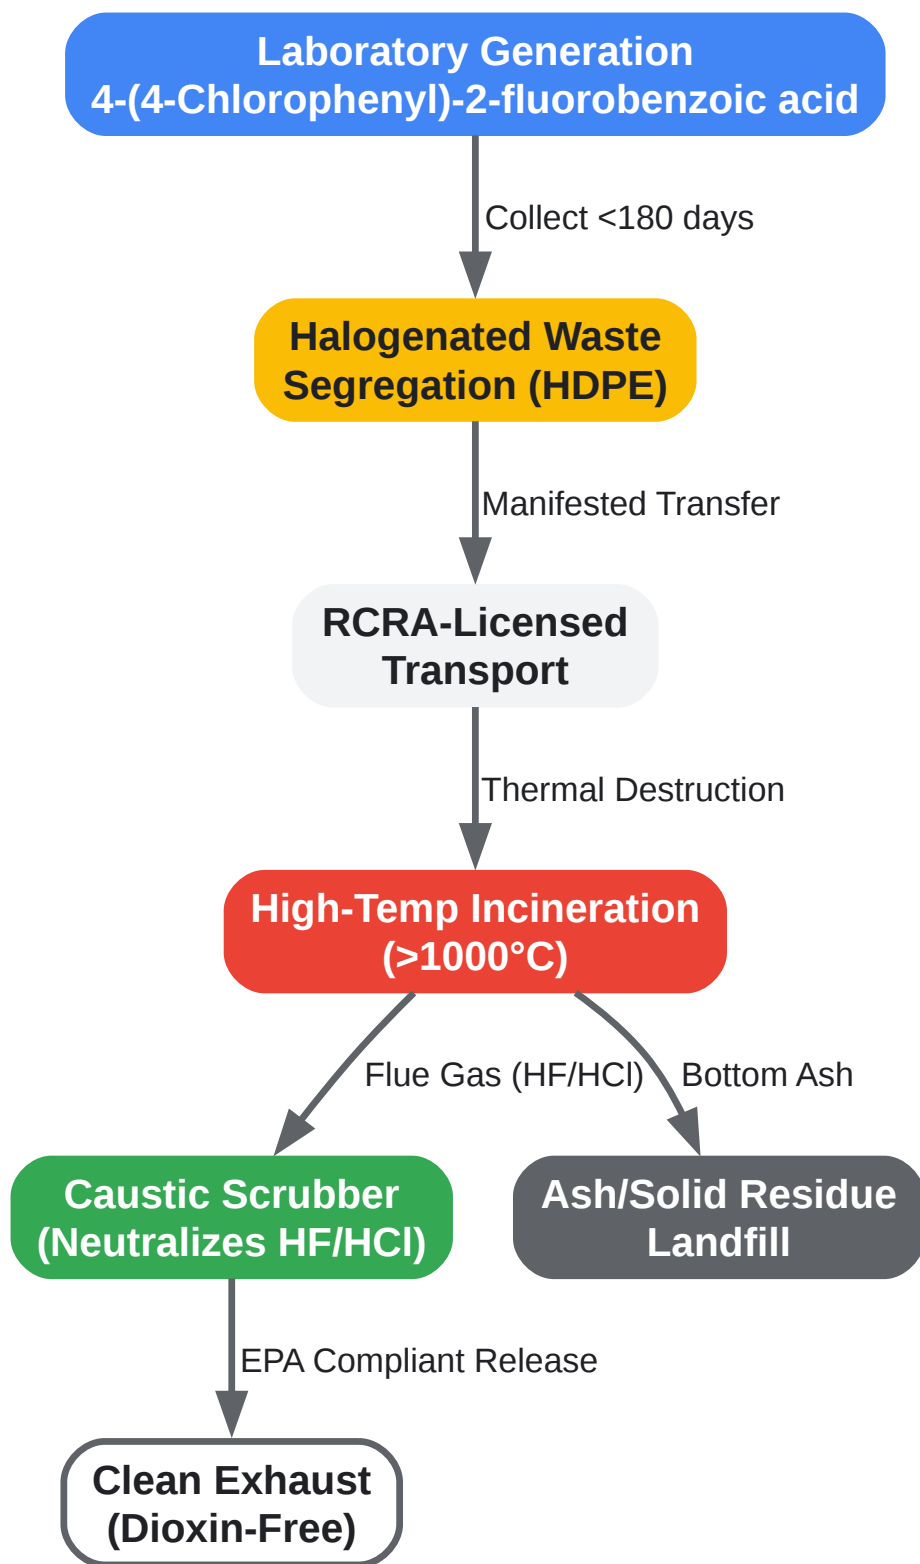 Laboratory Generation
4-(4-Chlorophenyl)-2-fluorobenzoic acid
Collect <180 days
Halogenated Waste
Segregation (HDPE)
Manifested Transfer
RCRA-Licensed
Transport
Thermal Destruction
High-Temp Incineration
(>1000°C)
Flue Gas (HF/HCl)
Bottom Ash
Caustic Scrubber
(Neutralizes HF/HCl)
Ash/Solid Residue
Landfill
EPA Compliant Release
Clean Exhaust
(Dioxin-Free)